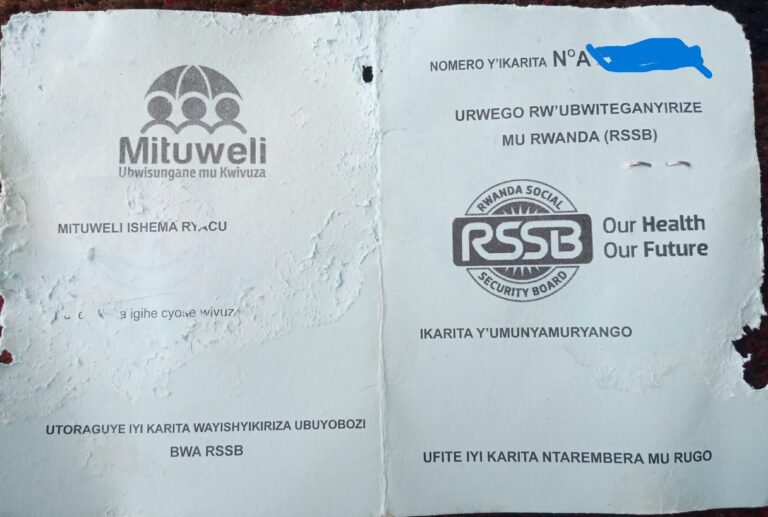 Mituweli
Ubwisungane mu Kwivuza
MITUWELI ISHEMA RYACU
a igihe cyose wivuz
UTORAGUYE IYI KARITA WAYISHYIKIRIZA UBUYOBOZI
BWA RSSB
NOMERO Y'IKARITA N°A
URWEGO RW'UBWITEGANYIRIZE
MU RWANDA (RSSB)
RWANDA SOCIAL
RSSB
SECURITY BOARD
Our Health
Our Future
IKARITA Y'UMUNYAMURYANGO
UFITE IYI KARITA NTAREMBERA MU RUGO